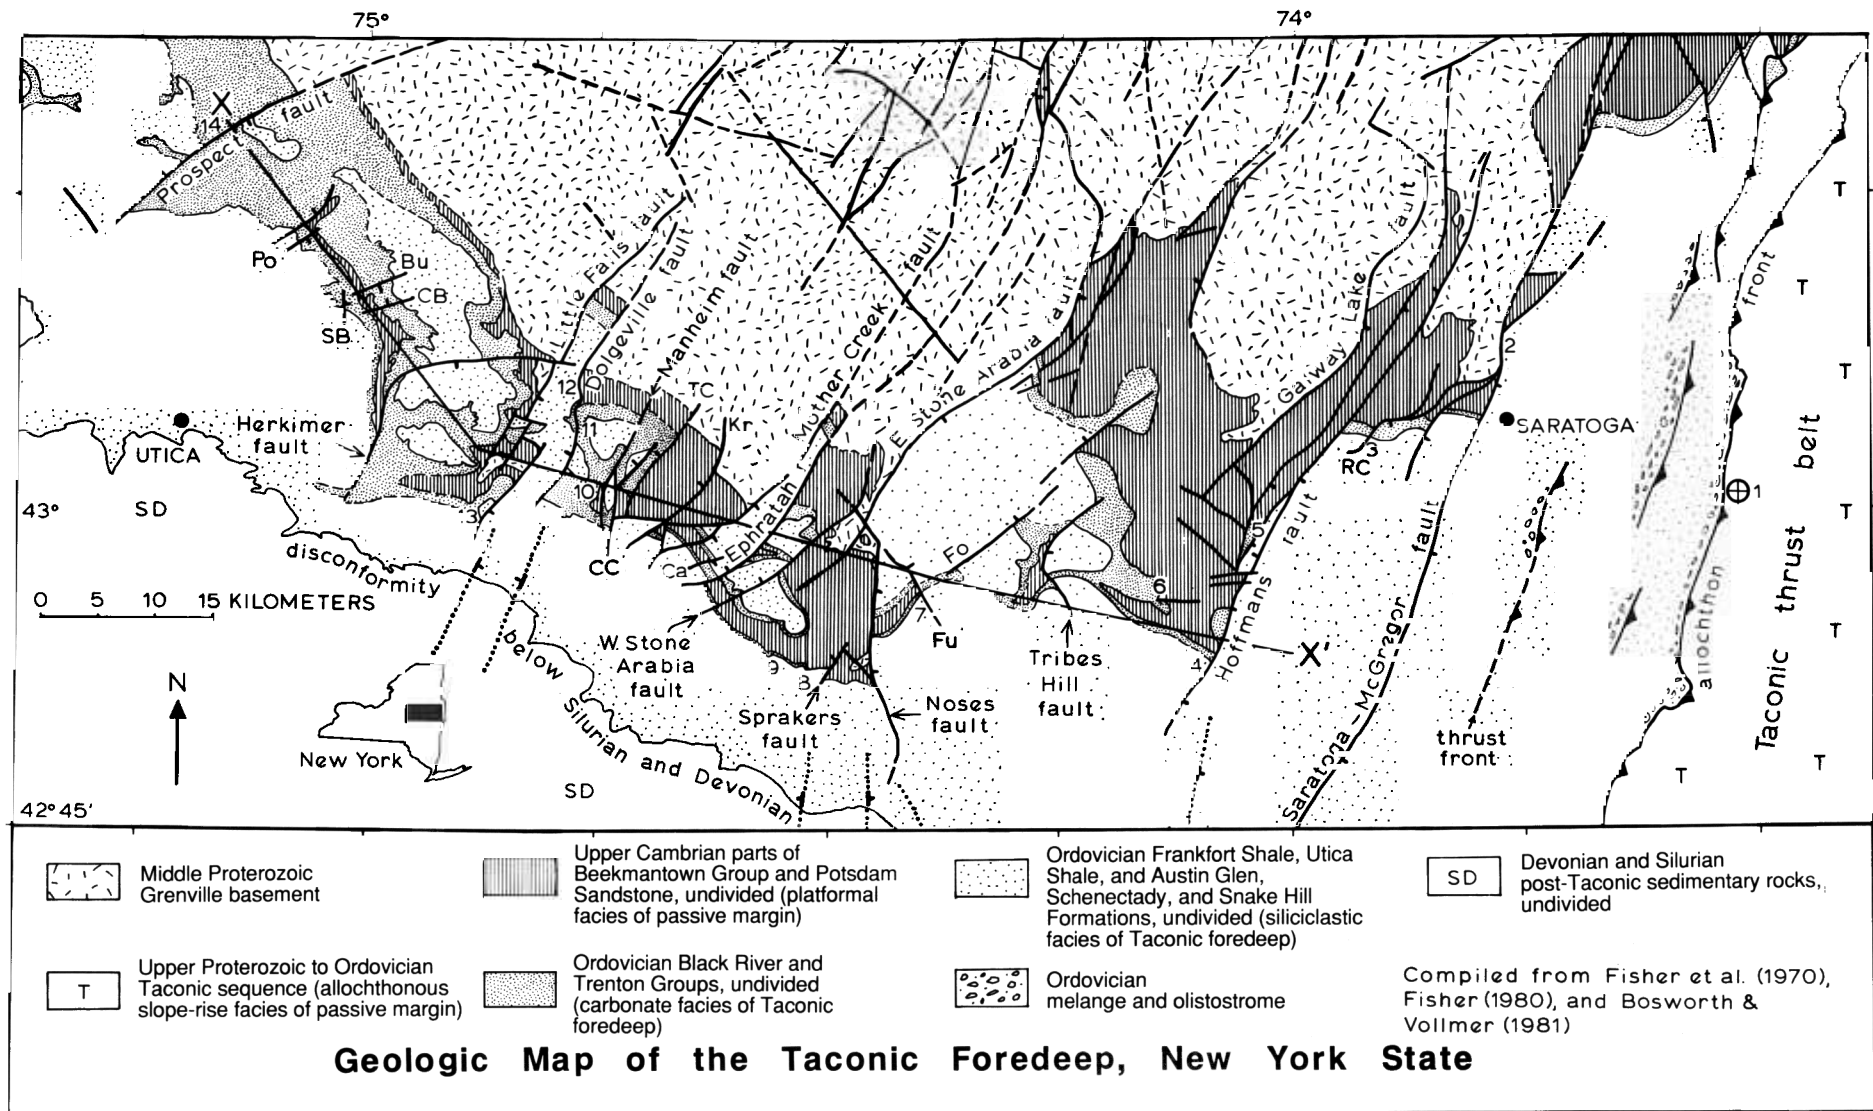 75°
74°
X
14
Prospect
fault
Po
Bu
CB
SB
Little Falls fault
Dolgeville fault
Manheim fault
Mother Creek fault
E Stone Arabia fault
Galway Lake fault
front
T
T
T
T
T
T
T
2
SARATOGA
RC
3
12
11
10
TC
Kr
Herkimer
fault
UTICA
43°
SD
13
CC
Ca
Ephratah
Fo
5
6
7
Fu
1
disconformity
below Silurian and Devonian
0 5 10 15 KILOMETERS
W. Stone
Arabia
fault
9
8
Sprakers
fault
Noses
fault
Tribes
Hill
fault
4
X'
Hoffmans fault
Saratoga – McGregor fault
thrust
front
allochthon
Taconic thrust belt
N
New York
SD
42° 45'
Middle Proterozoic
Grenville basement
Upper Cambrian parts of
Beekmantown Group and Potsdam
Sandstone, undivided (platformal
facies of passive margin)
Ordovician Frankfort Shale, Utica
Shale, and Austin Glen,
Schenectady, and Snake Hill
Formations, undivided (siliciclastic
facies of Taconic foredeep)
SD
Devonian and Silurian
post-Taconic sedimentary rocks,
undivided
T
Upper Proterozoic to Ordovician
Taconic sequence (allochthonous
slope-rise facies of passive margin)
Ordovician Black River and
Trenton Groups, undivided
(carbonate facies of Taconic
foredeep)
Ordovician
melange and olistostrome
Compiled from Fisher et al. (1970),
Fisher (1980), and Bosworth &
Vollmer (1981)
Geologic Map of the Taconic Foredeep, New York State